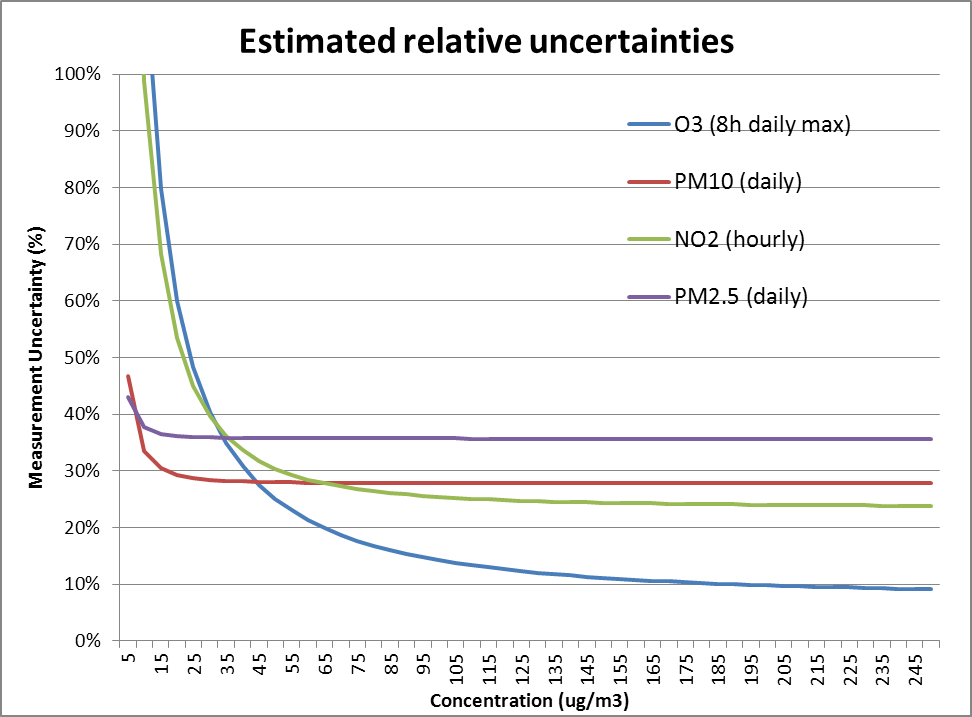 Estimated relative uncertainties
100%
90%
80%
70%
60%
50%
40%
30%
20%
10%
0%
Measurement Uncertainty (%)
O3 (8h daily max)
PM10 (daily)
NO2 (hourly)
PM2.5 (daily)
5 15 25 35 45 55 65 75 85 95 105 115 125 135 145 155 165 175 185 195 205 215 225 235 245
Concentration (ug/m3)